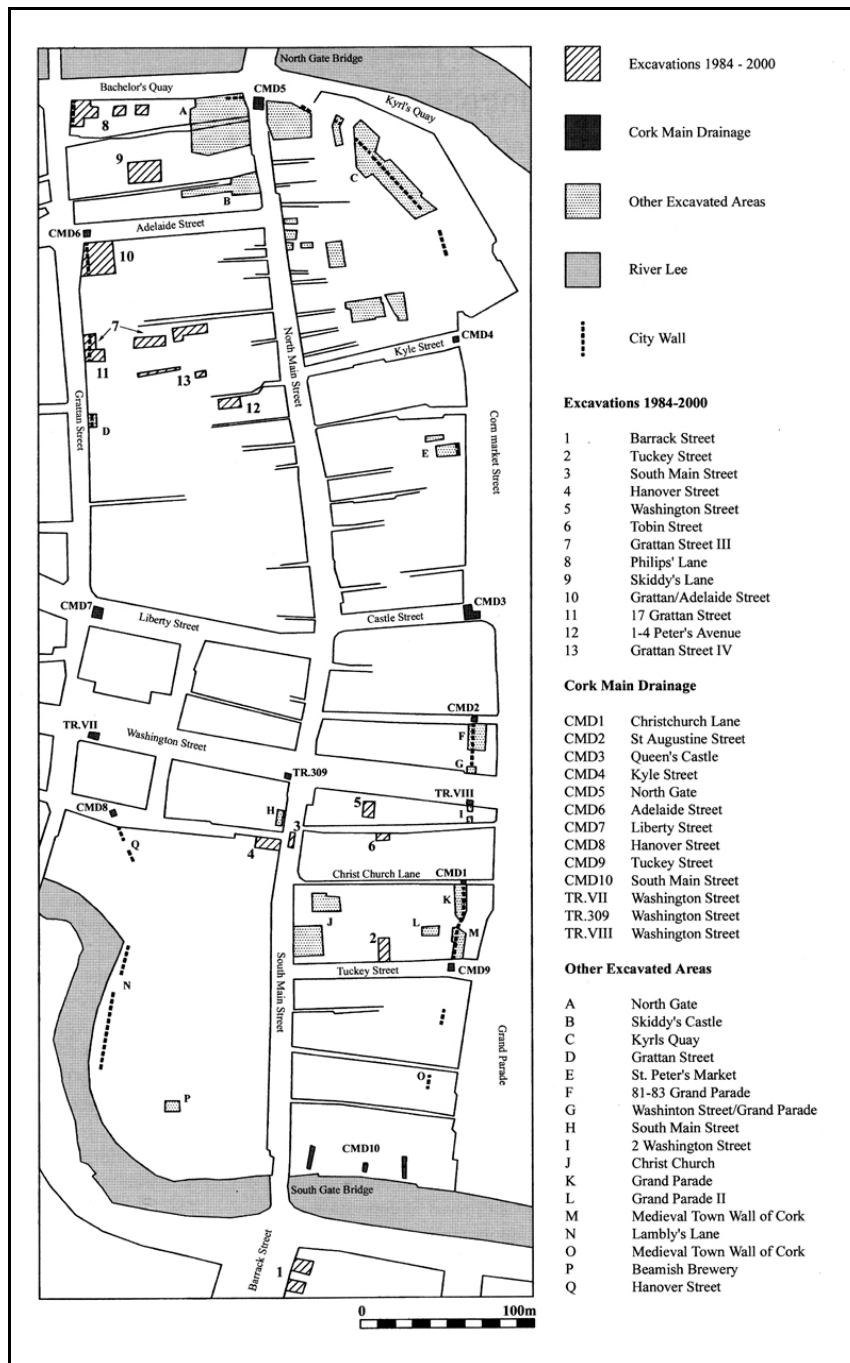 North Gate Bridge
Bachelor's Quay
CMD5
Kyrl's Quay
A
8
9
C
B
Adelaide Street
CMD6
10
7
North Main Street
CMD4
Kyle Street
11
13
12
Grattan Street
D
Corn market Street
E
CMD7
CMD3
Liberty Street
Castle Street
CMD2
TR.VII
F
Washington Street
G
TR.309
TR.VIII
CMD8
H
5
I
3
Q
4
6
Christ Church Lane
CMD1
K
J
L
M
2
N
South Main Street
Tuckey Street
CMD9
Grand Parade
O
P
CMD10
South Gate Bridge
Barrack Street
1
0 100m
Excavations 1984 - 2000
Cork Main Drainage
Other Excavated Areas
River Lee
City Wall
Excavations 1984-2000
1 Barrack Street
2 Tuckey Street
3 South Main Street
4 Hanover Street
5 Washington Street
6 Tobin Street
7 Grattan Street III
8 Philips' Lane
9 Skiddy's Lane
10 Grattan/Adelaide Street
11 17 Grattan Street
12 1-4 Peter's Avenue
13 Grattan Street IV
Cork Main Drainage
CMD1 Christchurch Lane
CMD2 St Augustine Street
CMD3 Queen's Castle
CMD4 Kyle Street
CMD5 North Gate
CMD6 Adelaide Street
CMD7 Liberty Street
CMD8 Hanover Street
CMD9 Tuckey Street
CMD10 South Main Street
TR.VII Washington Street
TR.309 Washington Street
TR.VIII Washington Street
Other Excavated Areas
A North Gate
B Skiddy's Castle
C Kyrls Quay
D Grattan Street
E St. Peter's Market
F 81-83 Grand Parade
G Washinton Street/Grand Parade
H South Main Street
I 2 Washington Street
J Christ Church
K Grand Parade
L Grand Parade II
M Medieval Town Wall of Cork
N Lambly's Lane
O Medieval Town Wall of Cork
P Beamish Brewery
Q Hanover Street